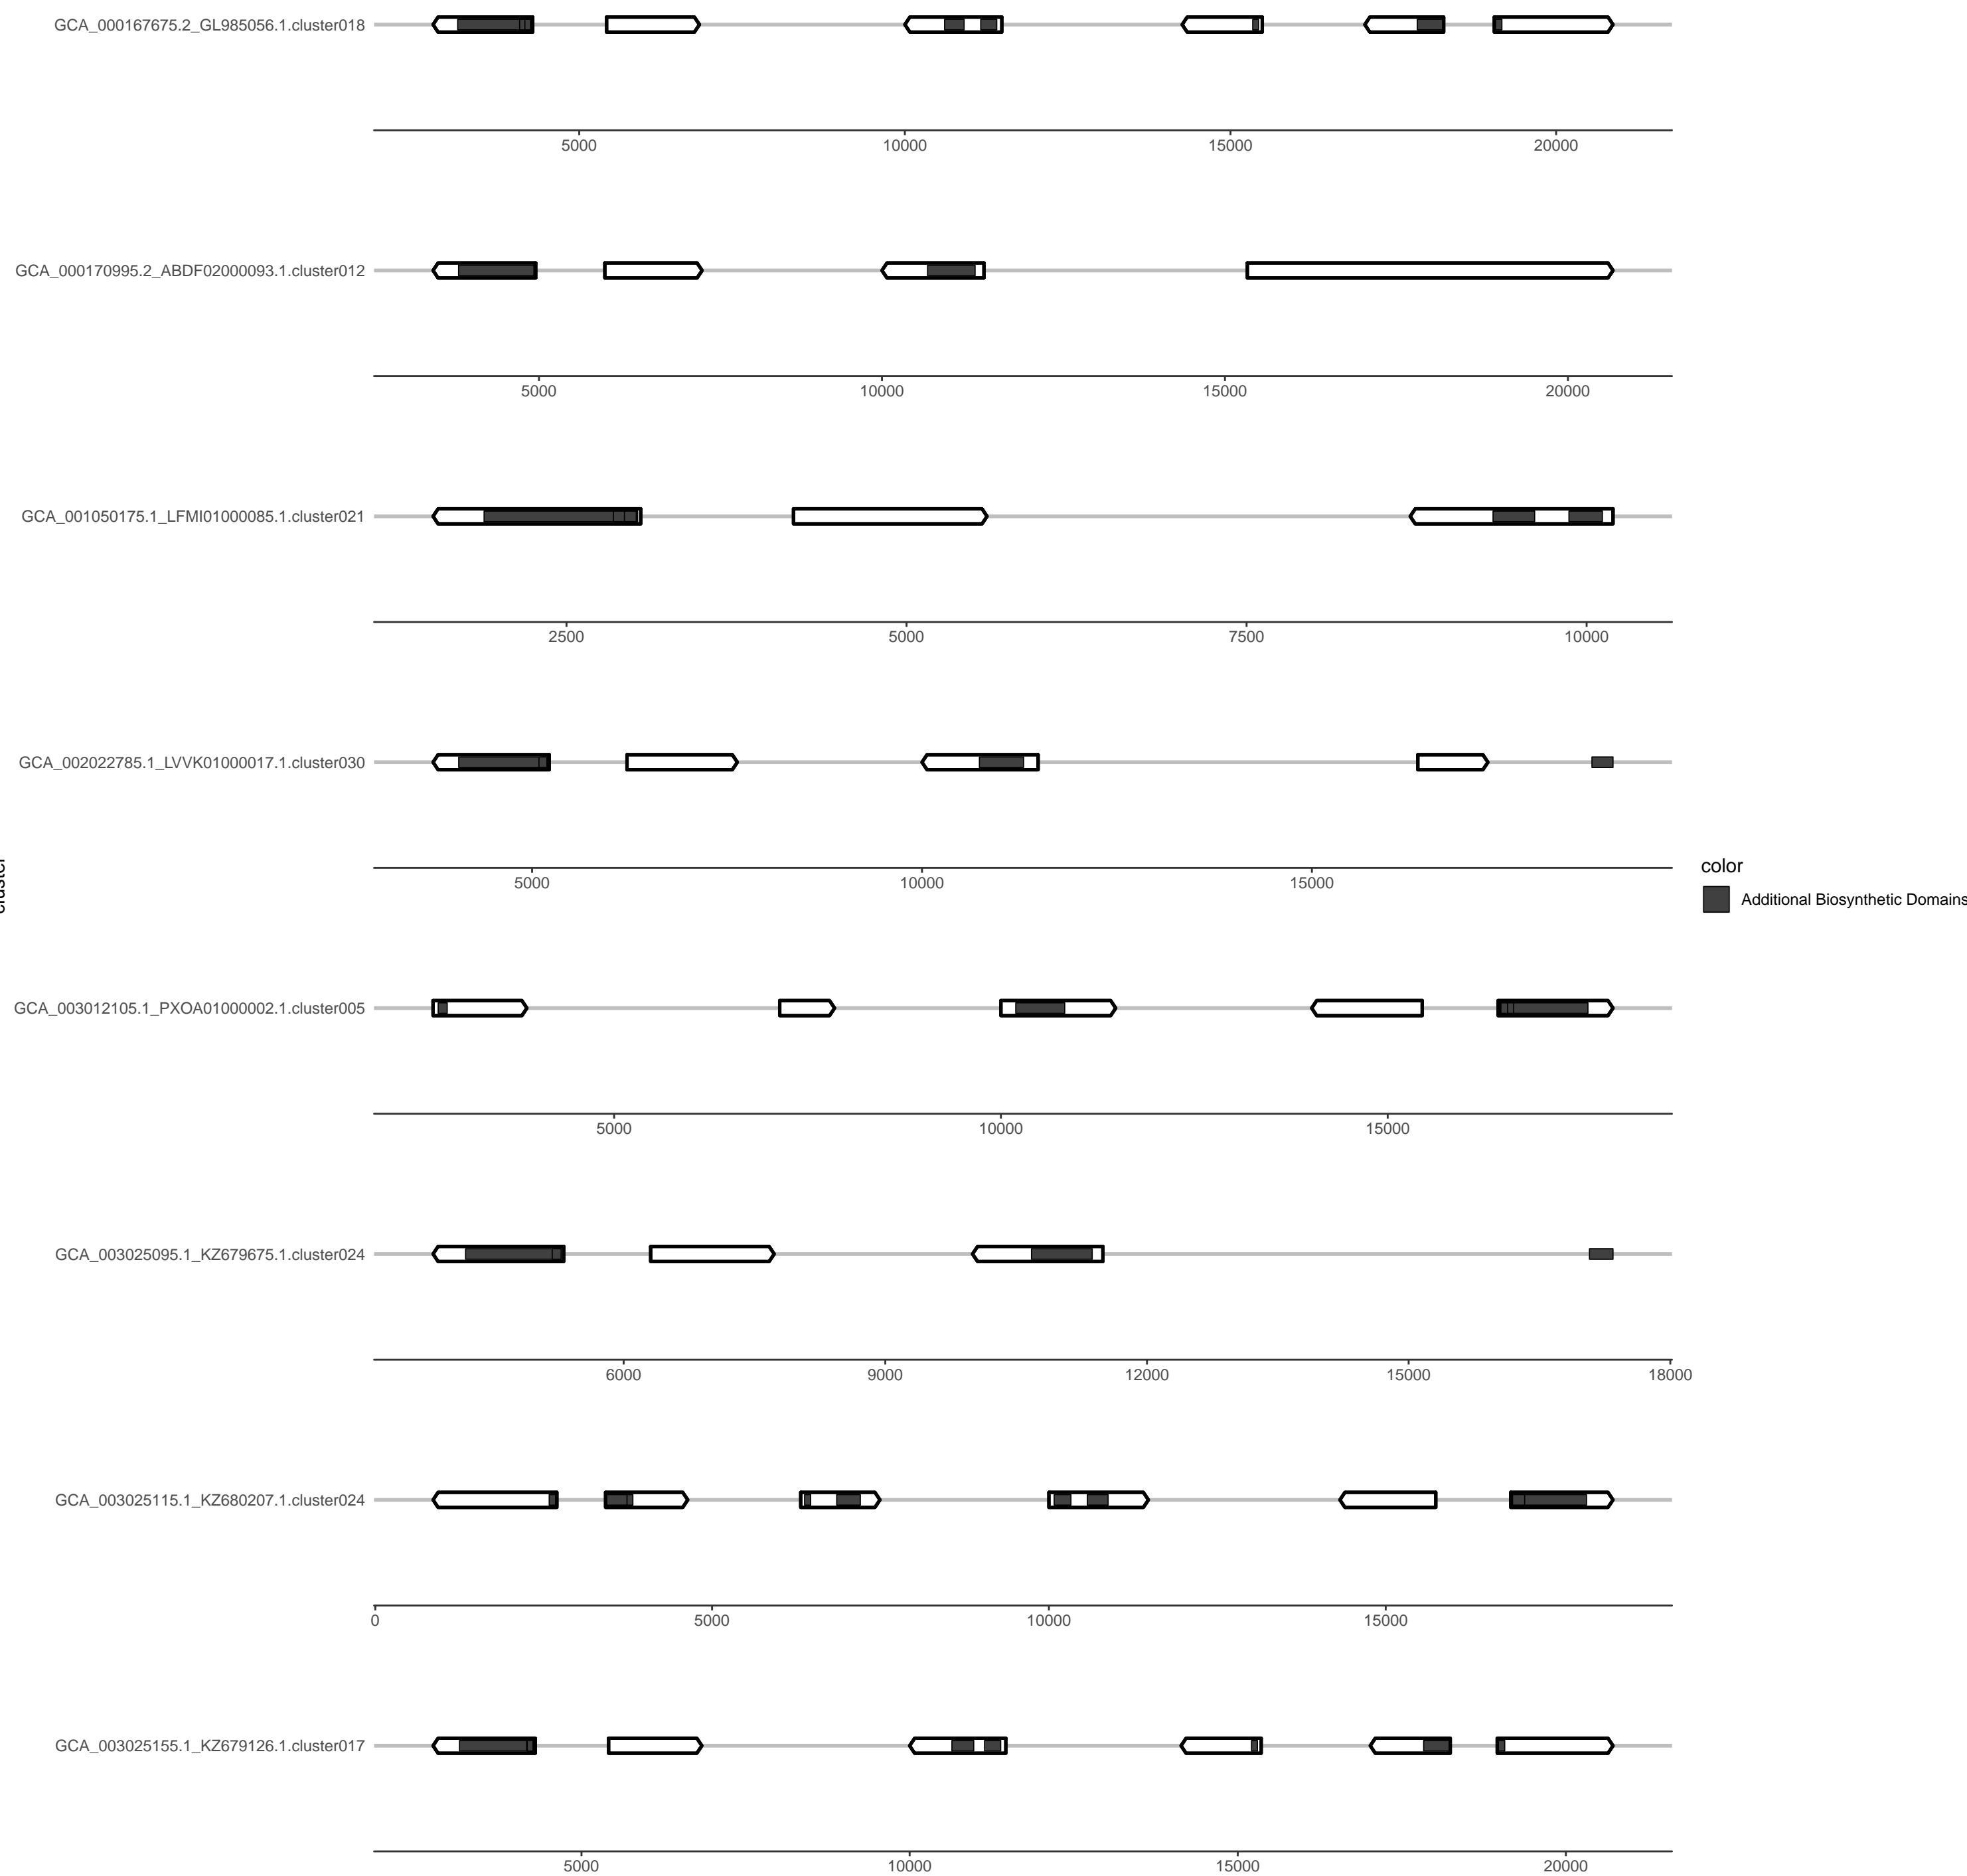 GCA_000167675.2_GL985056.1.cluster018
5000 10000 15000 20000
GCA_000170995.2_ABDF02000093.1.cluster012
5000 10000 15000 20000
GCA_001050175.1_LFMI01000085.1.cluster021
2500 5000 7500 10000
GCA_002022785.1_LVVK01000017.1.cluster030
5000 10000 15000
cluster
color
Additional Biosynthetic Domains
GCA_003012105.1_PXOA01000002.1.cluster005
5000 10000 15000
GCA_003025095.1_KZ679675.1.cluster024
6000 9000 12000 15000 18000
GCA_003025115.1_KZ680207.1.cluster024
0 5000 10000 15000
GCA_003025155.1_KZ679126.1.cluster017
5000 10000 15000 20000